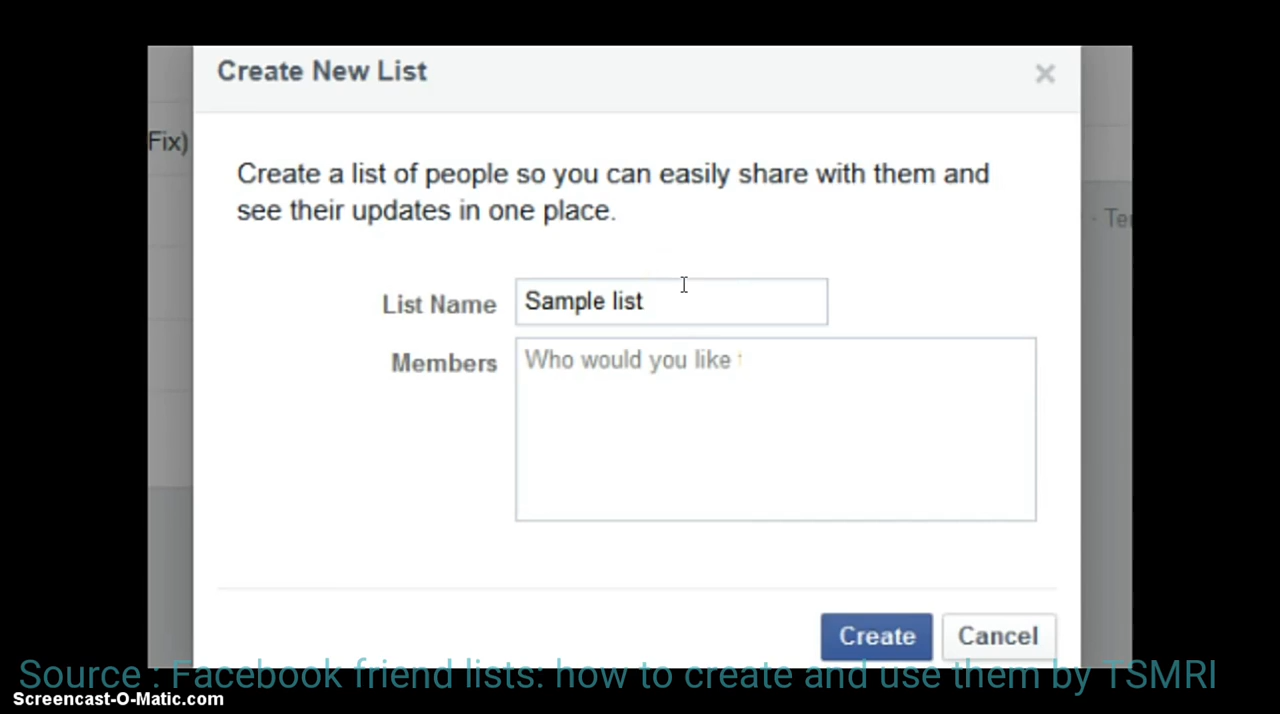 Create New List
×
Fix)
Create a list of people so you can easily share with them and
see their updates in one place.
List Name
Sample list
Members
Who would you like
Create
Cancel
Source : Facebook friend lists: how to create and use them by TSMRI
Screencast-O-Matic.com